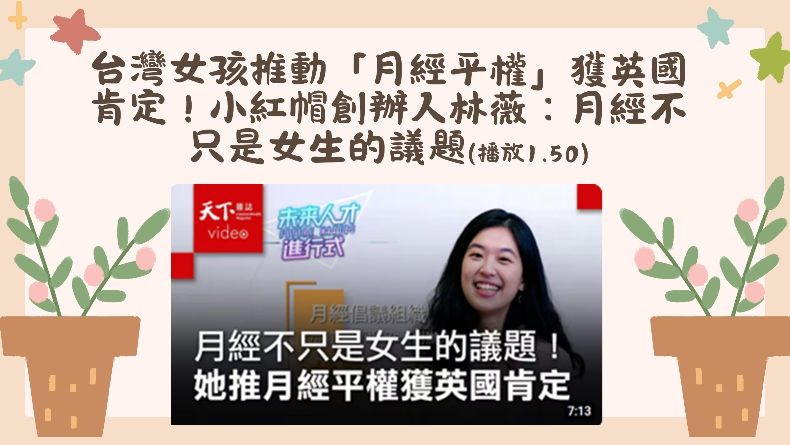 台灣女孩推動「月經平權」獲英國
肯定！小紅帽創辦人林薇：月經不
只是女生的議題(播放1.50)
天下雜誌
video
未來人才
進行式
月經倡議組織
月經不只是女生的議題！
她推月經平權獲英國肯定
7:13